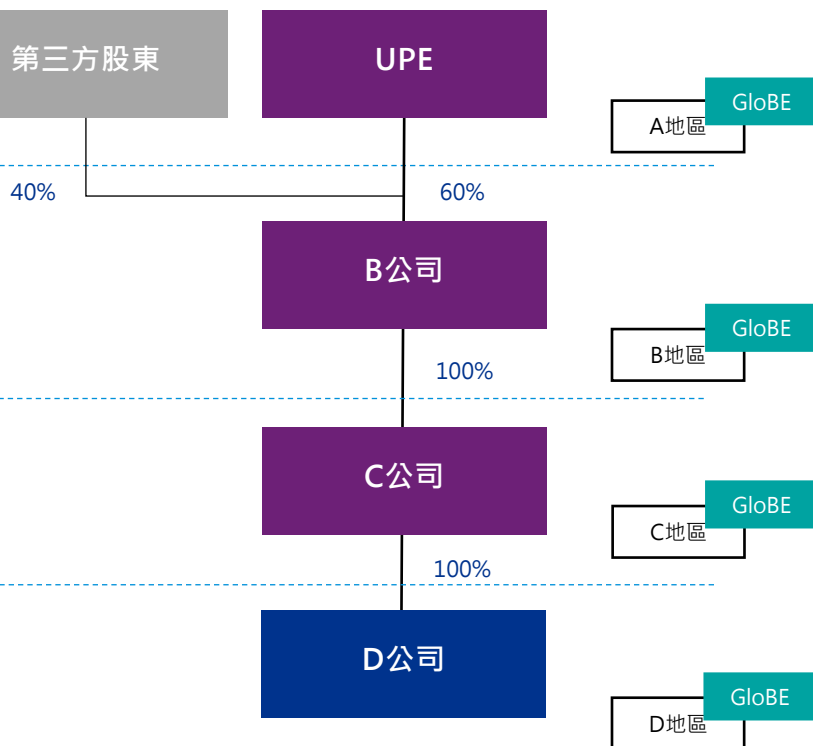 第三方股東
UPE
GloBE
A地區
40%
60%
B公司
GloBE
B地區
100%
C公司
GloBE
C地區
100%
D公司
GloBE
D地區